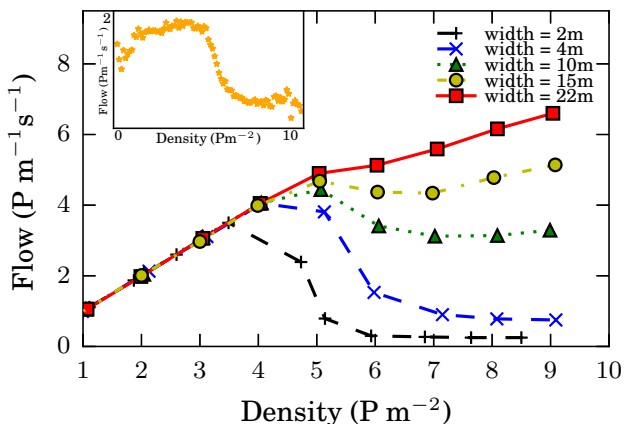 8
6
4
2
0
Flow (P m⁻¹s⁻¹)
1 2 3 4 5 6 7 8 9 10
Density (P m⁻²)
width = 2m
width = 4m
width = 10m
width = 15m
width = 22m
2
Flow (Pm⁻¹s⁻¹)
0 10
Density (Pm⁻²)